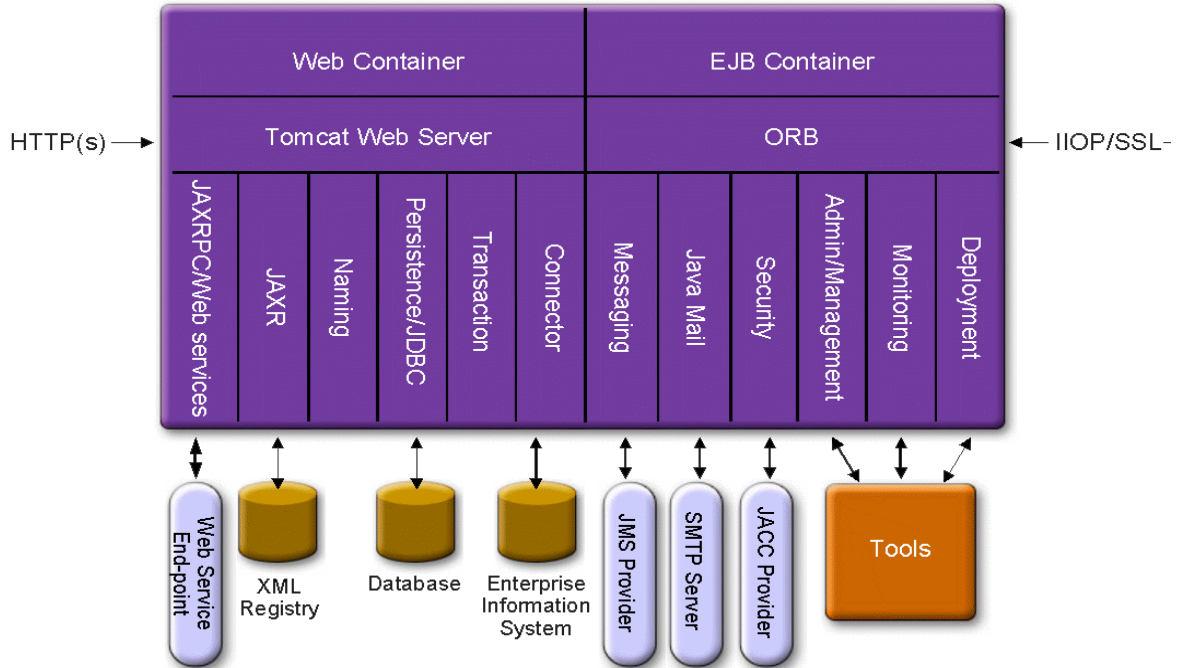 Web Container
EJB Container
HTTP(s)
Tomcat Web Server
ORB
IIOP/SSL-
JAXRPC/Web services
JAXR
Naming
Persistence/JDBC
Transaction
Connector
Messaging
Java Mail
Security
Admin/Management
Monitoring
Deployment
Web Service
End-point
XML
Registry
Database
Enterprise
Information
System
JMS Provider
SMTP Server
JACC Provider
Tools